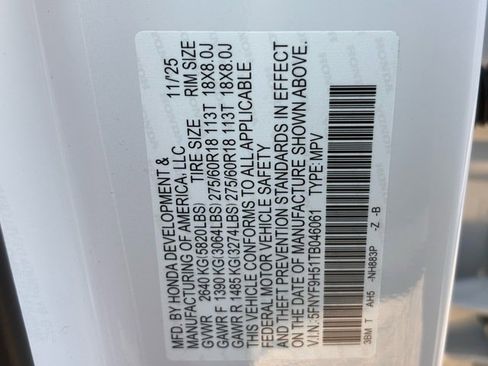 MFD. BY HONDA DEVELOPMENT & 11/25
MANUFACTURING OF AMERICA, LLC
GVWR 2640 KG(5820LBS) TIRE SIZE RIM SIZE
GAWR F 1390 KG(3064LBS) 275/60R18 113T 18X8.0J
GAWR R 1485 KG(3274LBS) 275/60R18 113T 18X8.0J
THIS VEHICLE CONFORMS TO ALL APPLICABLE
FEDERAL MOTOR VEHICLE SAFETY
AND THEFT PREVENTION STANDARDS IN EFFECT
ON THE DATE OF MANUFACTURE SHOWN ABOVE.
V.I.N.:5FNYF9H51TB046061 TYPE:MPV
3BM T AH5 -NH883P -Z -B